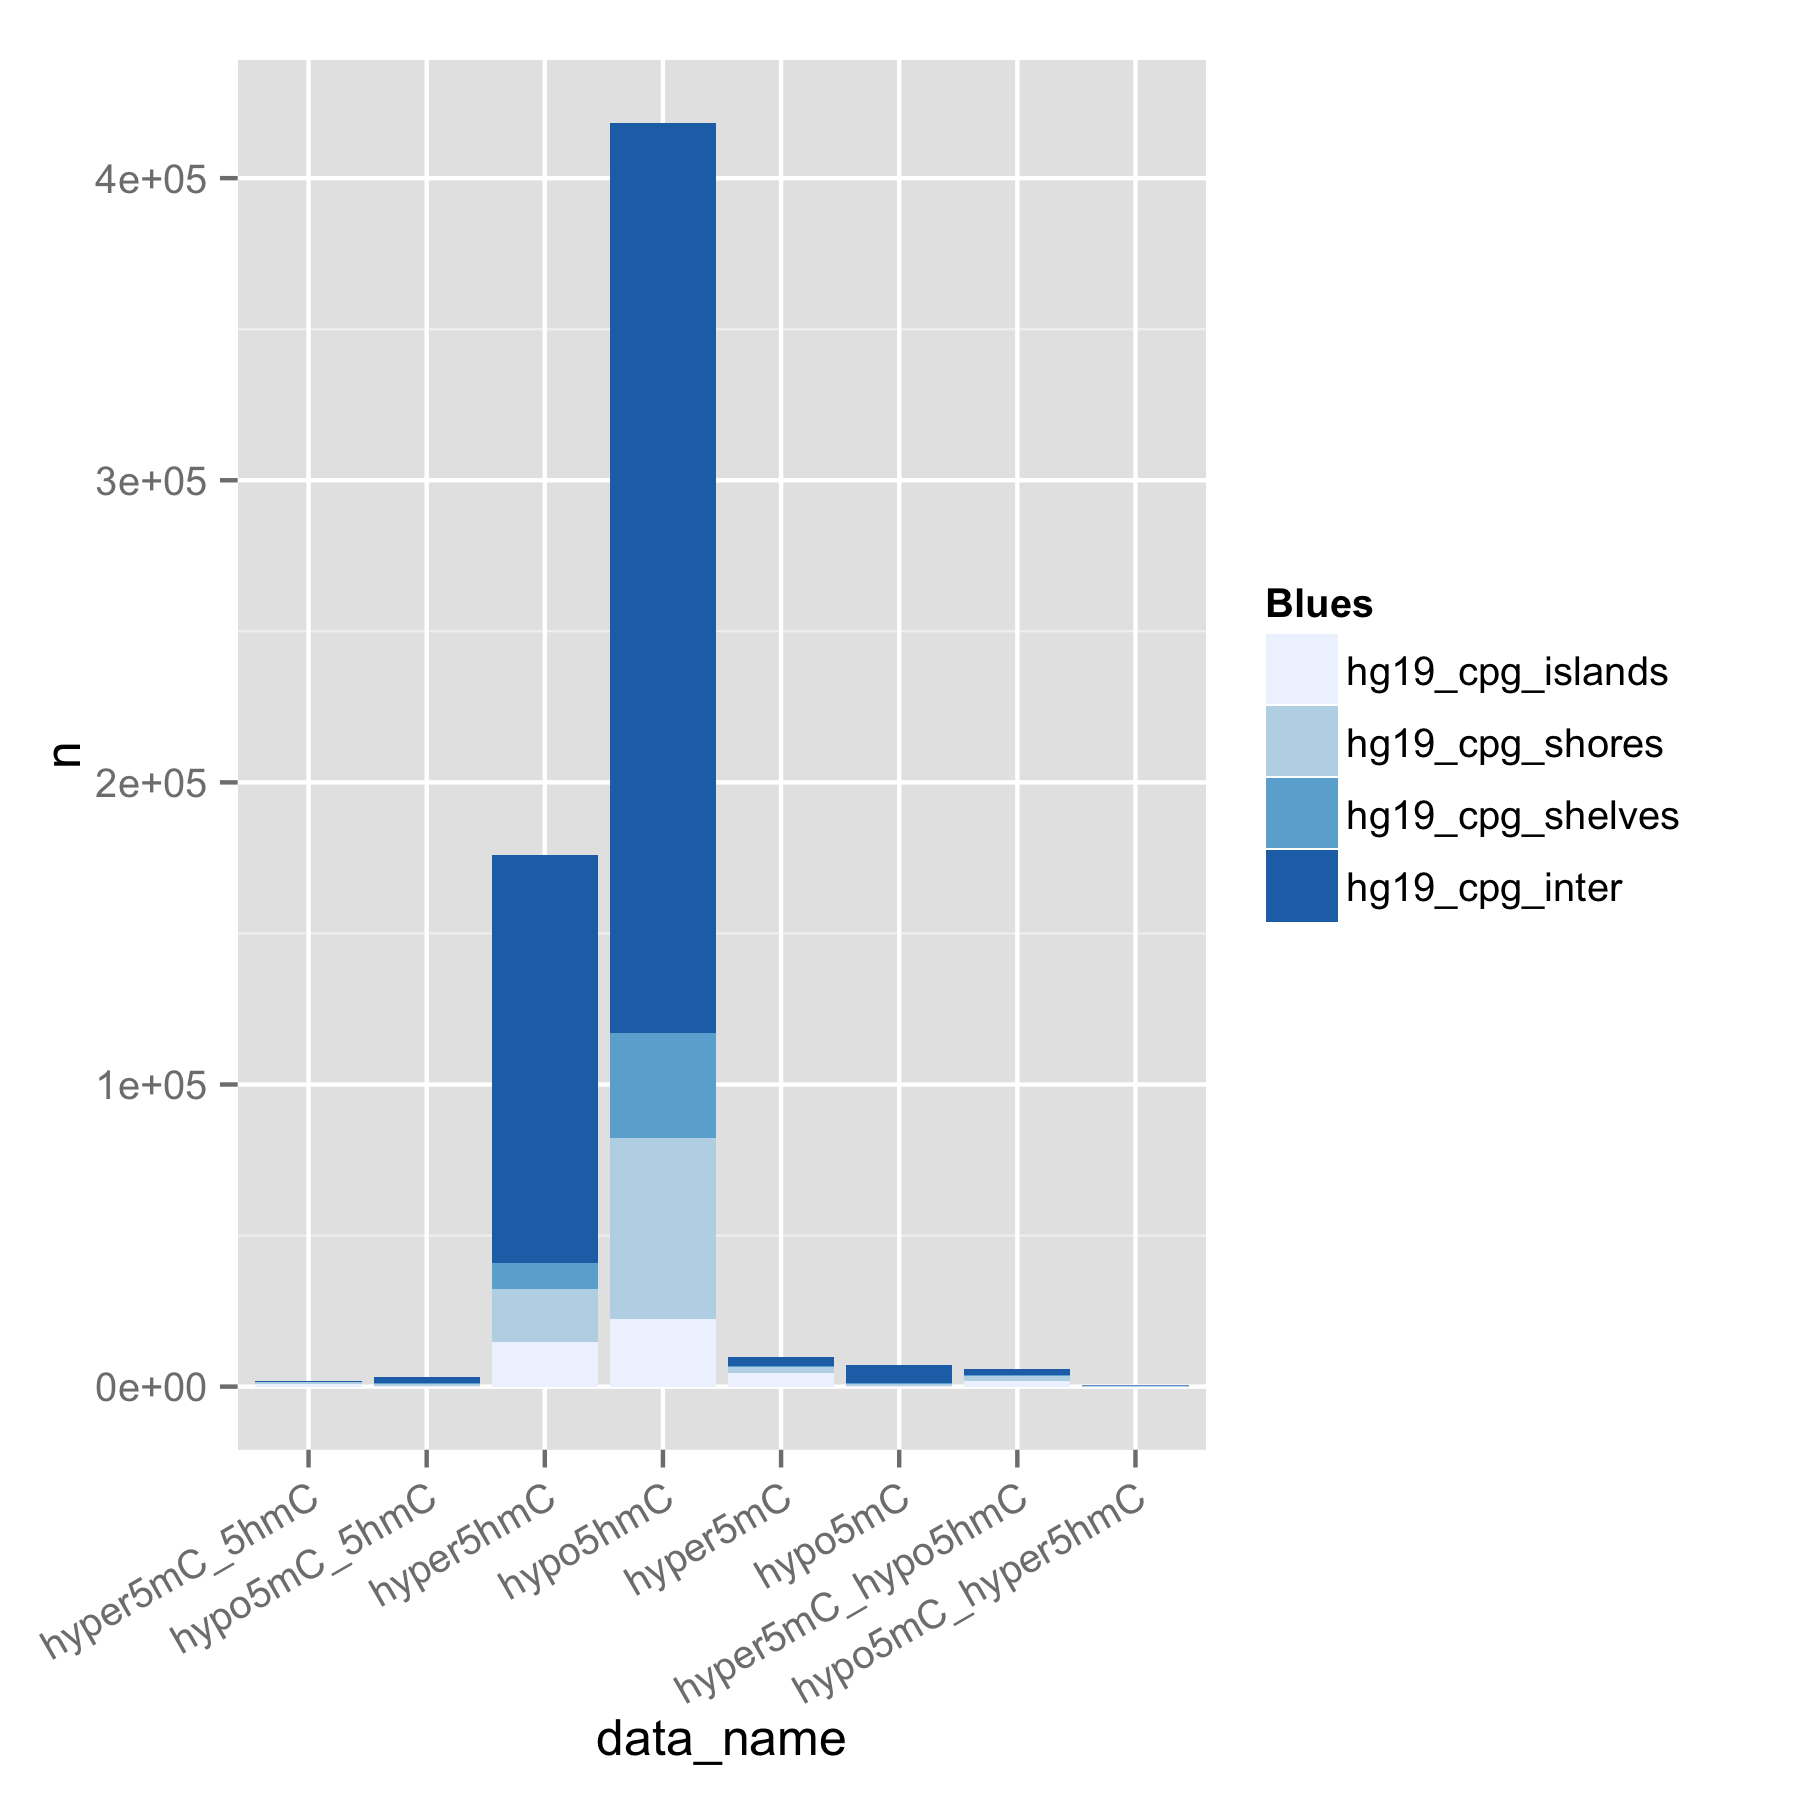 4e+05
3e+05
2e+05
1e+05
0e+00
n
hyper5mC_5hmC
hypo5mC_5hmC
hyper5hmC
hypo5hmC
hyper5mC
hypo5mC
hyper5mC_hypo5hmC
hypo5mC_hyper5hmC
data_name
Blues
hg19_cpg_islands
hg19_cpg_shores
hg19_cpg_shelves
hg19_cpg_inter